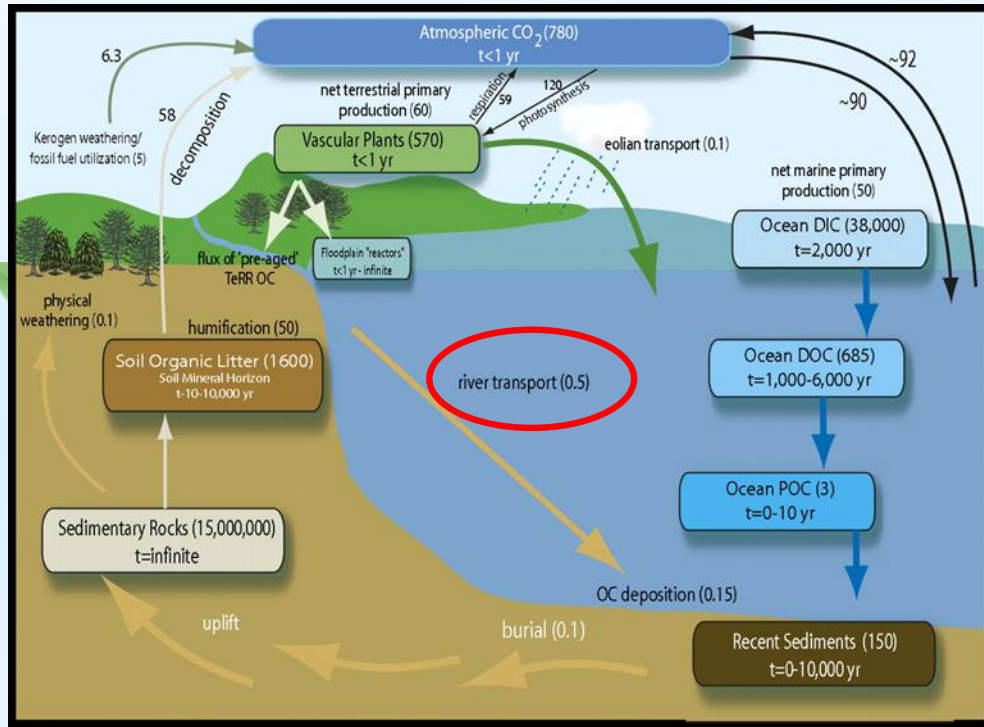 Atmospheric CO2 (780)
t<1 yr
6.3
~92
~90
58
decomposition
net terrestrial primary
production (60)
respiration
59
120
photosynthesis
Kerogen weathering/
fossil fuel utilization (5)
Vascular Plants (570)
t<1 yr
eolian transport (0.1)
net marine primary
production (50)
Ocean DIC (38,000)
t=2,000 yr
flux of 'pre-aged'
TeRR OC
Floodplain "reactors"
t<1 yr - infinite
physical
weathering (0.1)
humification (50)
Soil Organic Litter (1600)
Soil Mineral Horizon
t-10-10,000 yr
river transport (0.5)
Ocean DOC (685)
t=1,000-6,000 yr
Ocean POC (3)
t=0-10 yr
Sedimentary Rocks (15,000,000)
t=infinite
OC deposition (0.15)
uplift
burial (0.1)
Recent Sediments (150)
t=0-10,000 yr